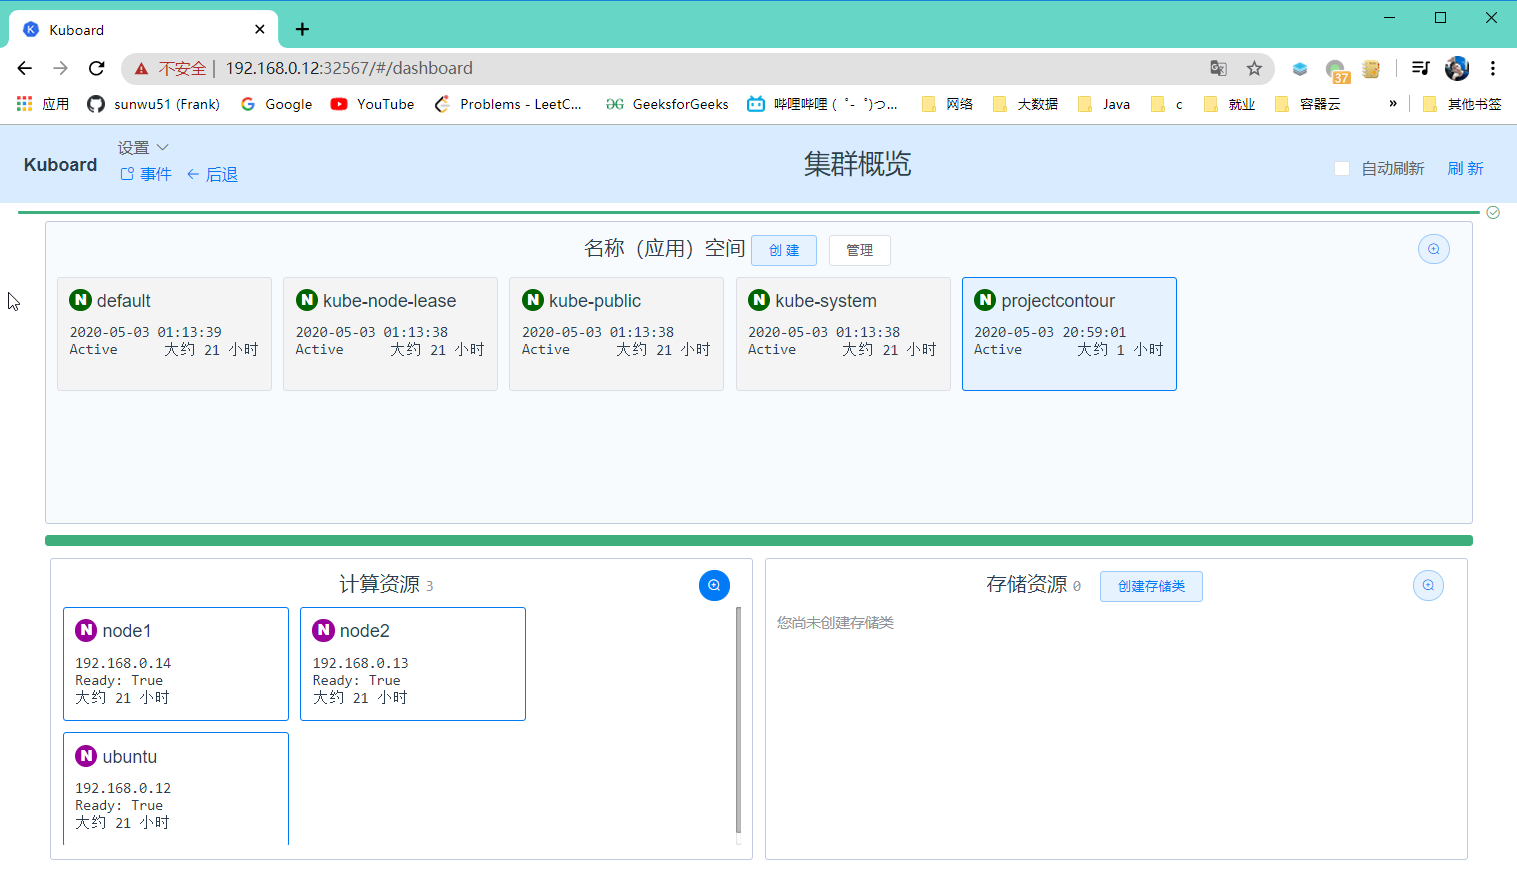 Kuboard
不安全 | 192.168.0.12:32567/#/dashboard
37
应用 sunwu51 (Frank) Google YouTube Problems - LeetC... GeeksforGeeks 哔哩哔哩 ( ゜- ゜)つ... 网络 大数据 Java c 就业 容器云 » 其他书签
Kuboard
设置
事件 后退
集群概览
自动刷新 刷 新
名称（应用）空间 创 建 管理
N default
2020-05-03 01:13:39
Active 大约 21 小时
N kube-node-lease
2020-05-03 01:13:38
Active 大约 21 小时
N kube-public
2020-05-03 01:13:38
Active 大约 21 小时
N kube-system
2020-05-03 01:13:38
Active 大约 21 小时
N projectcontour
2020-05-03 20:59:01
Active 大约 1 小时
计算资源 3
N node1
192.168.0.14
Ready: True
大约 21 小时
N node2
192.168.0.13
Ready: True
大约 21 小时
N ubuntu
192.168.0.12
Ready: True
大约 21 小时
存储资源 0 创建存储类
您尚未创建存储类